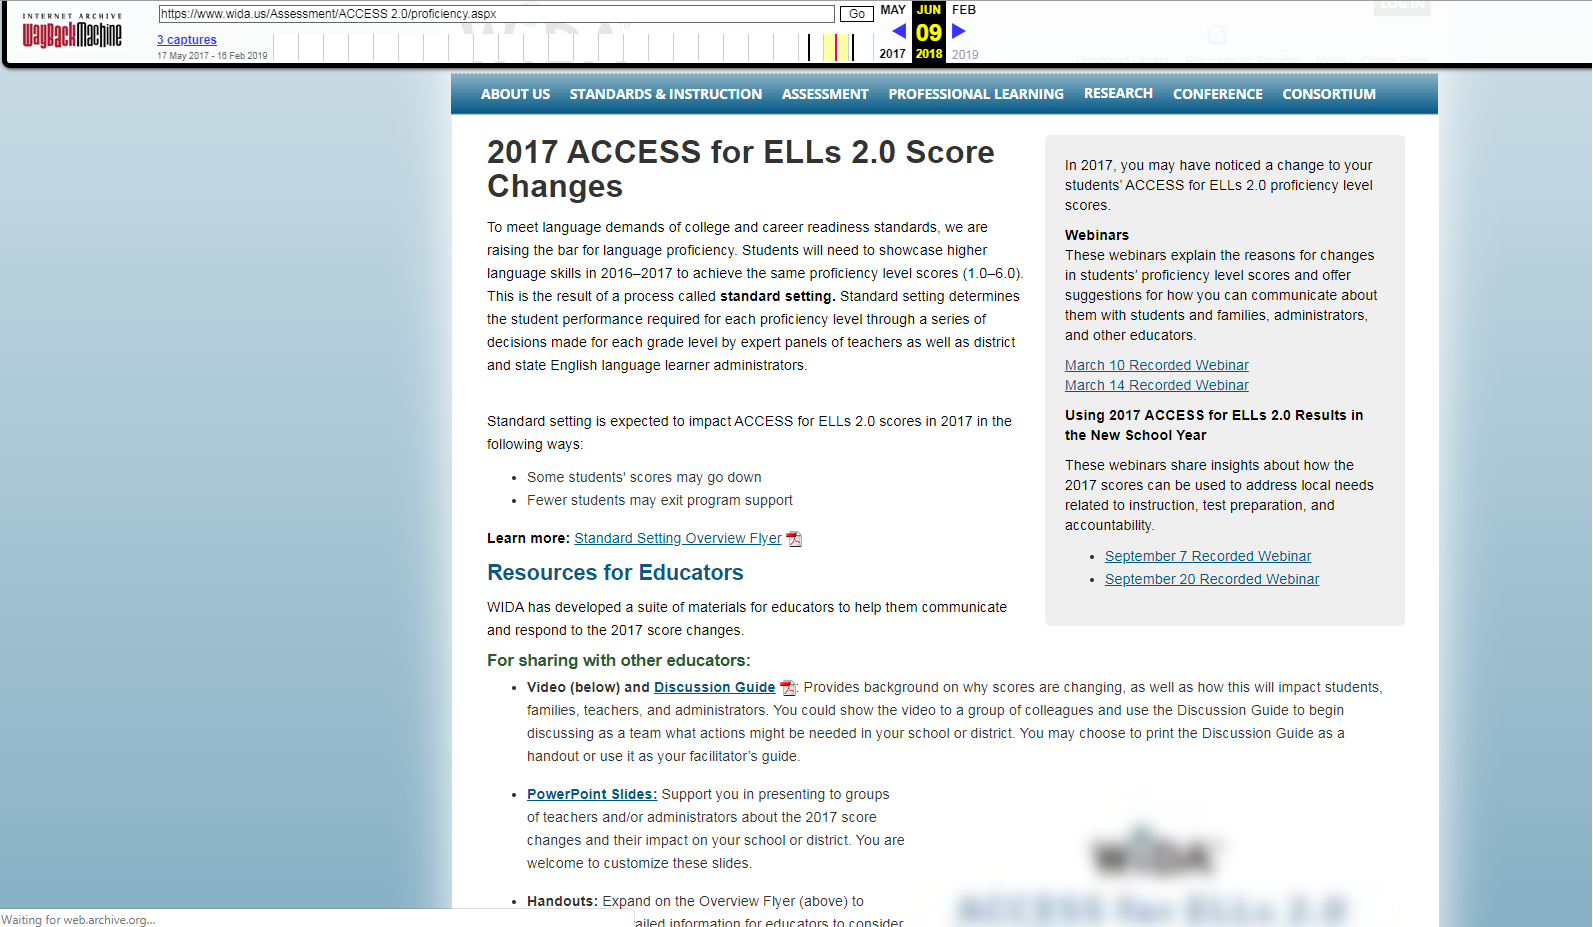 INTERNET ARCHIVE
WayBackMachine
https://www.wida.us/Assessment/ACCESS 2.0/proficiency.aspx
Go
3 captures
17 May 2017 - 16 Feb 2019
MAY JUN FEB
09
2017 2018 2019
LOG IN
ABOUT US STANDARDS & INSTRUCTION ASSESSMENT PROFESSIONAL LEARNING RESEARCH CONFERENCE CONSORTIUM
2017 ACCESS for ELLs 2.0 Score
Changes
To meet language demands of college and career readiness standards, we are
raising the bar for language proficiency. Students will need to showcase higher
language skills in 2016–2017 to achieve the same proficiency level scores (1.0–6.0).
This is the result of a process called standard setting. Standard setting determines
the student performance required for each proficiency level through a series of
decisions made for each grade level by expert panels of teachers as well as district
and state English language learner administrators.
Standard setting is expected to impact ACCESS for ELLs 2.0 scores in 2017 in the
following ways:
• Some students' scores may go down
• Fewer students may exit program support
Learn more: Standard Setting Overview Flyer
Resources for Educators
WIDA has developed a suite of materials for educators to help them communicate
and respond to the 2017 score changes.
In 2017, you may have noticed a change to your
students’ ACCESS for ELLs 2.0 proficiency level
scores.
Webinars
These webinars explain the reasons for changes
in students’ proficiency level scores and offer
suggestions for how you can communicate about
them with students and families, administrators,
and other educators.
March 10 Recorded Webinar
March 14 Recorded Webinar
Using 2017 ACCESS for ELLs 2.0 Results in
the New School Year
These webinars share insights about how the
2017 scores can be used to address local needs
related to instruction, test preparation, and
accountability.
• September 7 Recorded Webinar
• September 20 Recorded Webinar
For sharing with other educators:
• Video (below) and Discussion Guide : Provides background on why scores are changing, as well as how this will impact students,
families, teachers, and administrators. You could show the video to a group of colleagues and use the Discussion Guide to begin
discussing as a team what actions might be needed in your school or district. You may choose to print the Discussion Guide as a
handout or use it as your facilitator’s guide.
• PowerPoint Slides: Support you in presenting to groups
of teachers and/or administrators about the 2017 score
changes and their impact on your school or district. You are
welcome to customize these slides.
• Handouts: Expand on the Overview Flyer (above) to
ailed information for educators to consider
WIDA
ACCESS for ELLs 2.0
Waiting for web.archive.org...